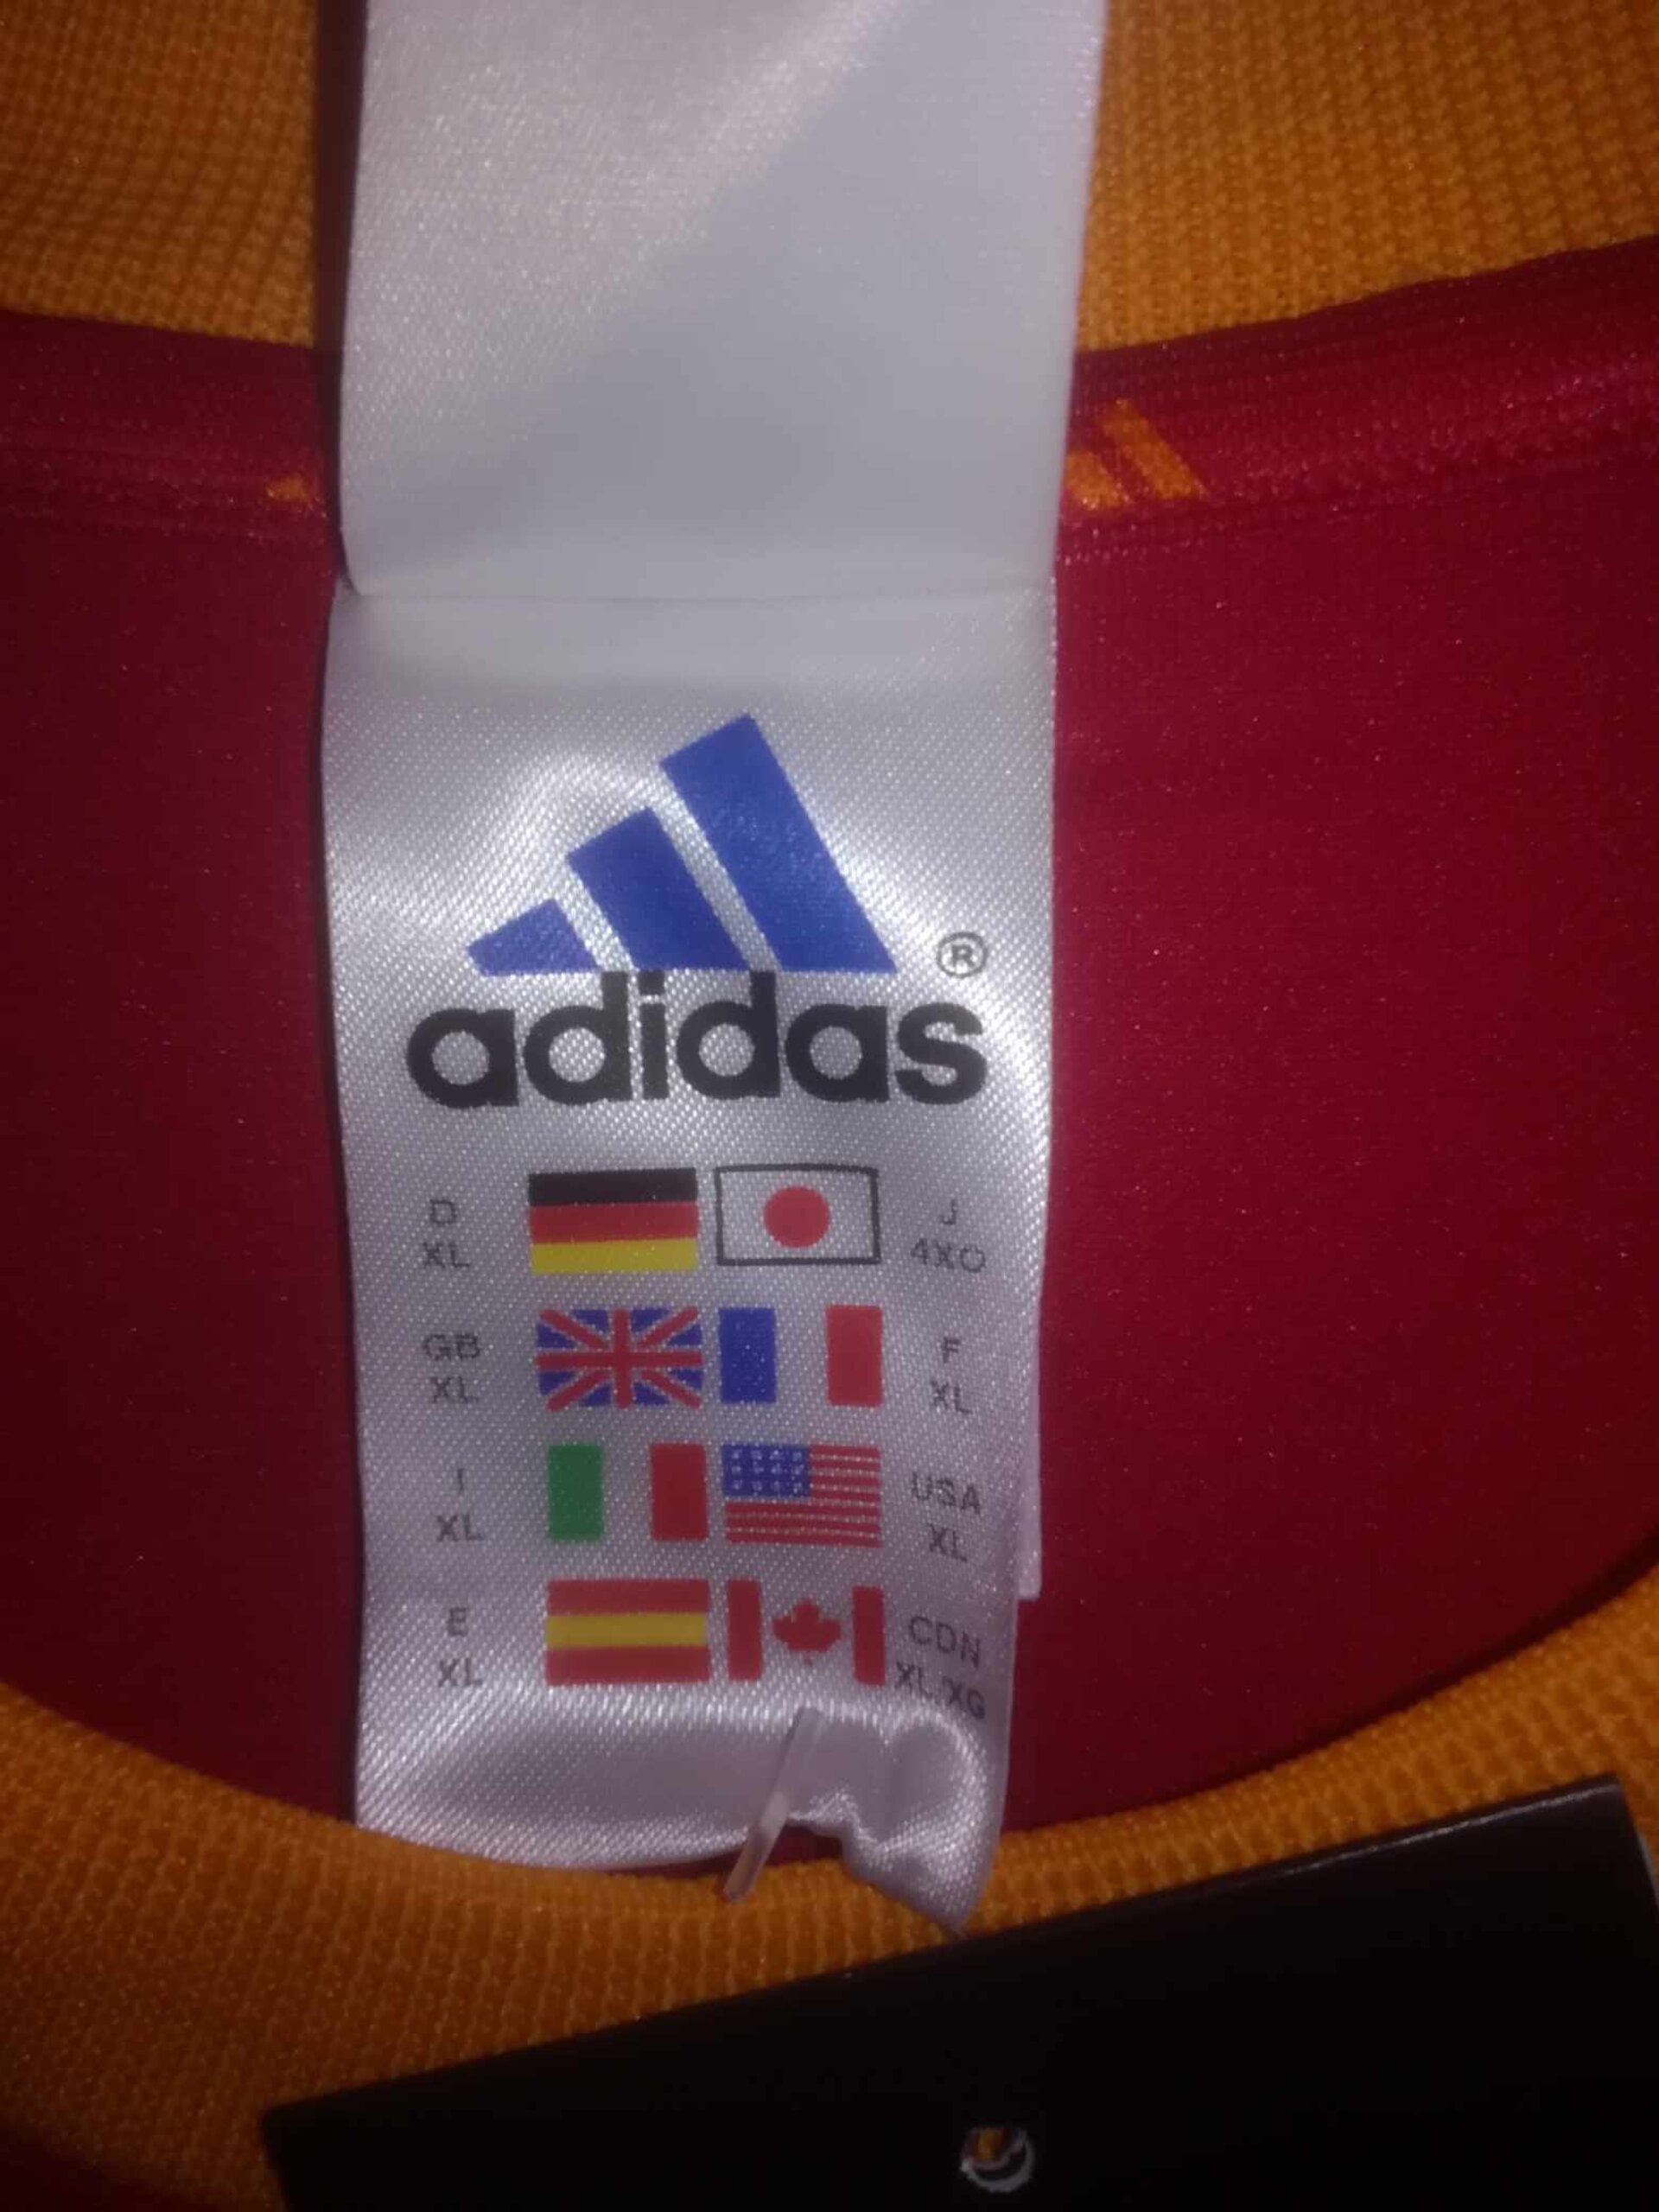 ®
adidas
D J
XL 4XO
GB F
XL XL
I USA
XL XL
E CDN
XL XL/XG